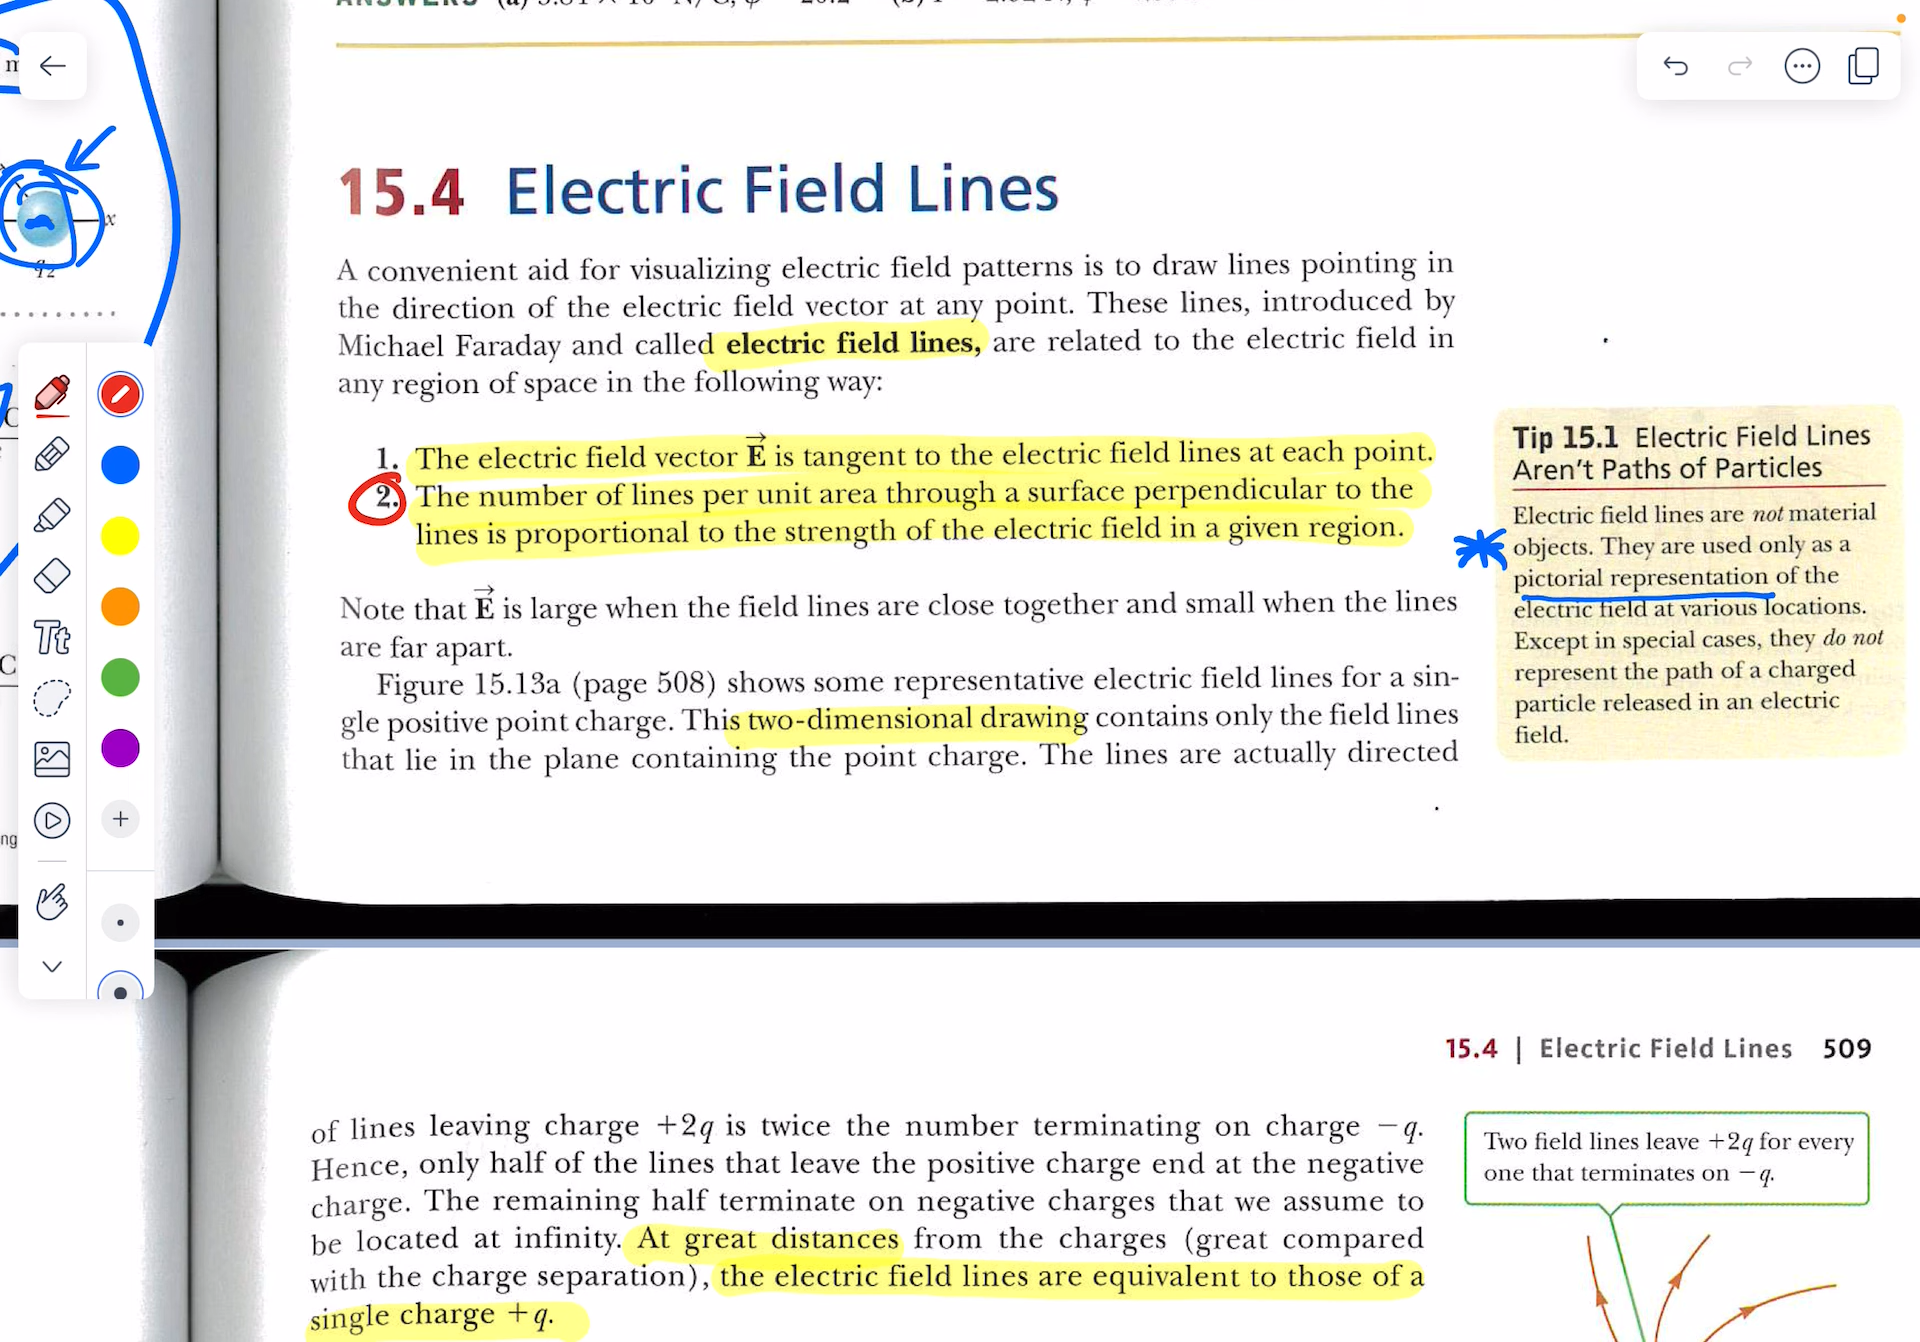 15.4 Electric Field Lines
A convenient aid for visualizing electric field patterns is to draw lines pointing in
the direction of the electric field vector at any point. These lines, introduced by
Michael Faraday and called electric field lines, are related to the electric field in
any region of space in the following way:
1. The electric field vector E⃗ is tangent to the electric field lines at each point.
2. The number of lines per unit area through a surface perpendicular to the
lines is proportional to the strength of the electric field in a given region.
Note that E⃗ is large when the field lines are close together and small when the lines
are far apart.
Figure 15.13a (page 508) shows some representative electric field lines for a sin-
gle positive point charge. This two-dimensional drawing contains only the field lines
that lie in the plane containing the point charge. The lines are actually directed
Tip 15.1 Electric Field Lines
Aren't Paths of Particles
Electric field lines are not material
objects. They are used only as a
pictorial representation of the
electric field at various locations.
Except in special cases, they do not
represent the path of a charged
particle released in an electric
field.
x
q2
Tt
ng
15.4 | Electric Field Lines 509
of lines leaving charge +2q is twice the number terminating on charge −q.
Hence, only half of the lines that leave the positive charge end at the negative
charge. The remaining half terminate on negative charges that we assume to
be located at infinity. At great distances from the charges (great compared
with the charge separation), the electric field lines are equivalent to those of a
single charge +q.
Two field lines leave +2q for every
one that terminates on −q.